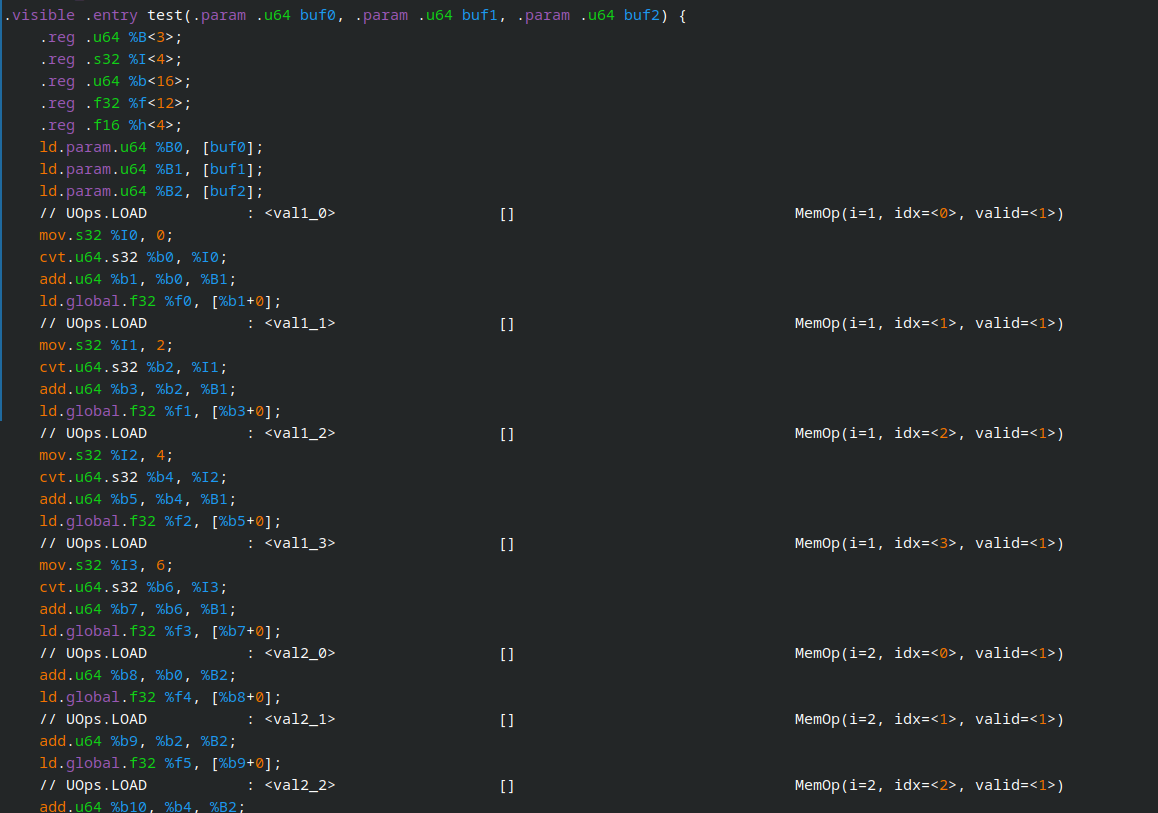 .visible .entry test(.param .u64 buf0, .param .u64 buf1, .param .u64 buf2) {
    .reg .u64 %B<3>;
    .reg .s32 %I<4>;
    .reg .u64 %b<16>;
    .reg .f32 %f<12>;
    .reg .f16 %h<4>;
    ld.param.u64 %B0, [buf0];
    ld.param.u64 %B1, [buf1];
    ld.param.u64 %B2, [buf2];
    // UOps.LOAD           : <val1_0>                  []                               MemOp(i=1, idx=<0>, valid=<1>)
    mov.s32 %I0, 0;
    cvt.u64.s32 %b0, %I0;
    add.u64 %b1, %b0, %B1;
    ld.global.f32 %f0, [%b1+0];
    // UOps.LOAD           : <val1_1>                  []                               MemOp(i=1, idx=<1>, valid=<1>)
    mov.s32 %I1, 2;
    cvt.u64.s32 %b2, %I1;
    add.u64 %b3, %b2, %B1;
    ld.global.f32 %f1, [%b3+0];
    // UOps.LOAD           : <val1_2>                  []                               MemOp(i=1, idx=<2>, valid=<1>)
    mov.s32 %I2, 4;
    cvt.u64.s32 %b4, %I2;
    add.u64 %b5, %b4, %B1;
    ld.global.f32 %f2, [%b5+0];
    // UOps.LOAD           : <val1_3>                  []                               MemOp(i=1, idx=<3>, valid=<1>)
    mov.s32 %I3, 6;
    cvt.u64.s32 %b6, %I3;
    add.u64 %b7, %b6, %B1;
    ld.global.f32 %f3, [%b7+0];
    // UOps.LOAD           : <val2_0>                  []                               MemOp(i=2, idx=<0>, valid=<1>)
    add.u64 %b8, %b0, %B2;
    ld.global.f32 %f4, [%b8+0];
    // UOps.LOAD           : <val2_1>                  []                               MemOp(i=2, idx=<1>, valid=<1>)
    add.u64 %b9, %b2, %B2;
    ld.global.f32 %f5, [%b9+0];
    // UOps.LOAD           : <val2_2>                  []                               MemOp(i=2, idx=<2>, valid=<1>)
    add.u64 %b10, %b4, %B2;